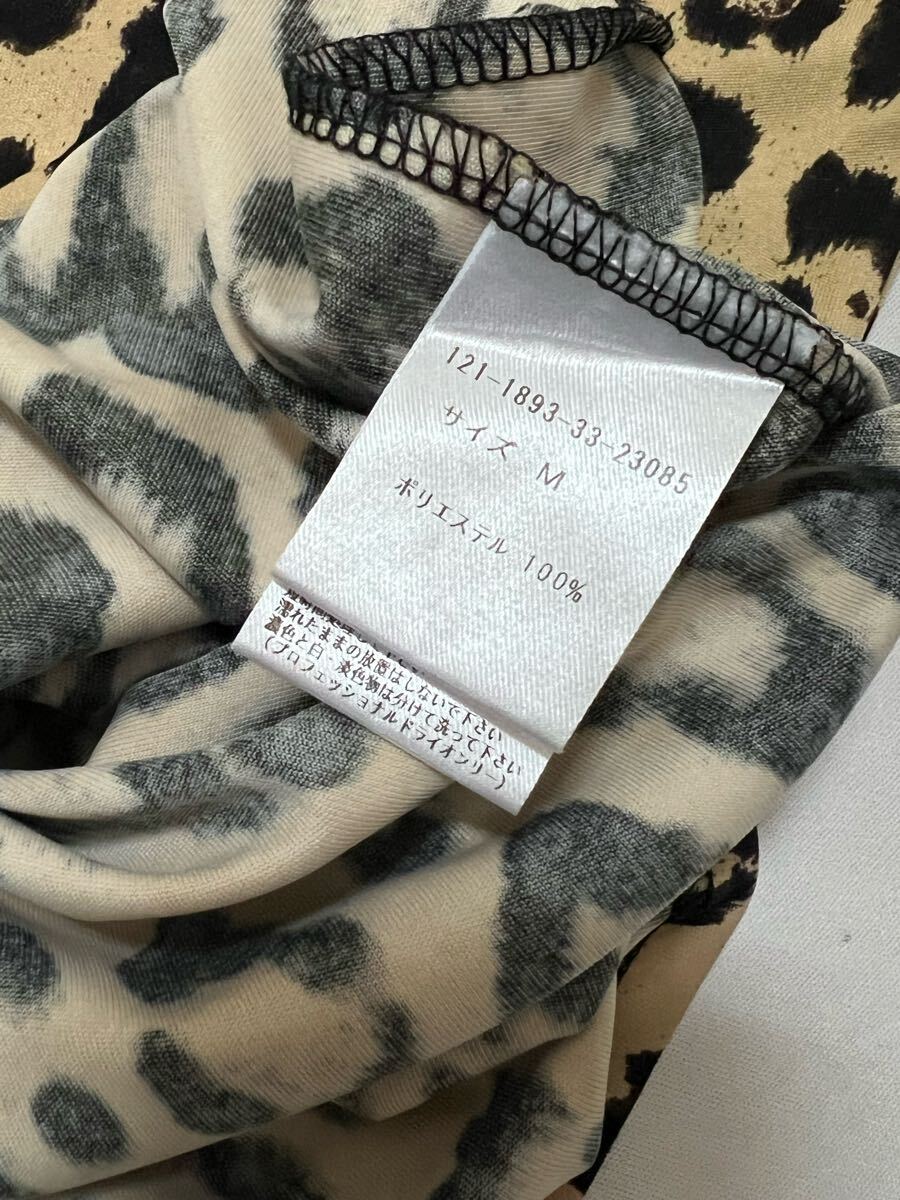 121-1893-33-23085
サイズ M
ポリエステル 100%
濡れたままの放置はしないで下さい
濃色と白・淡色物は分けて洗って下さい
(プロフェッショナルドライオンリー)